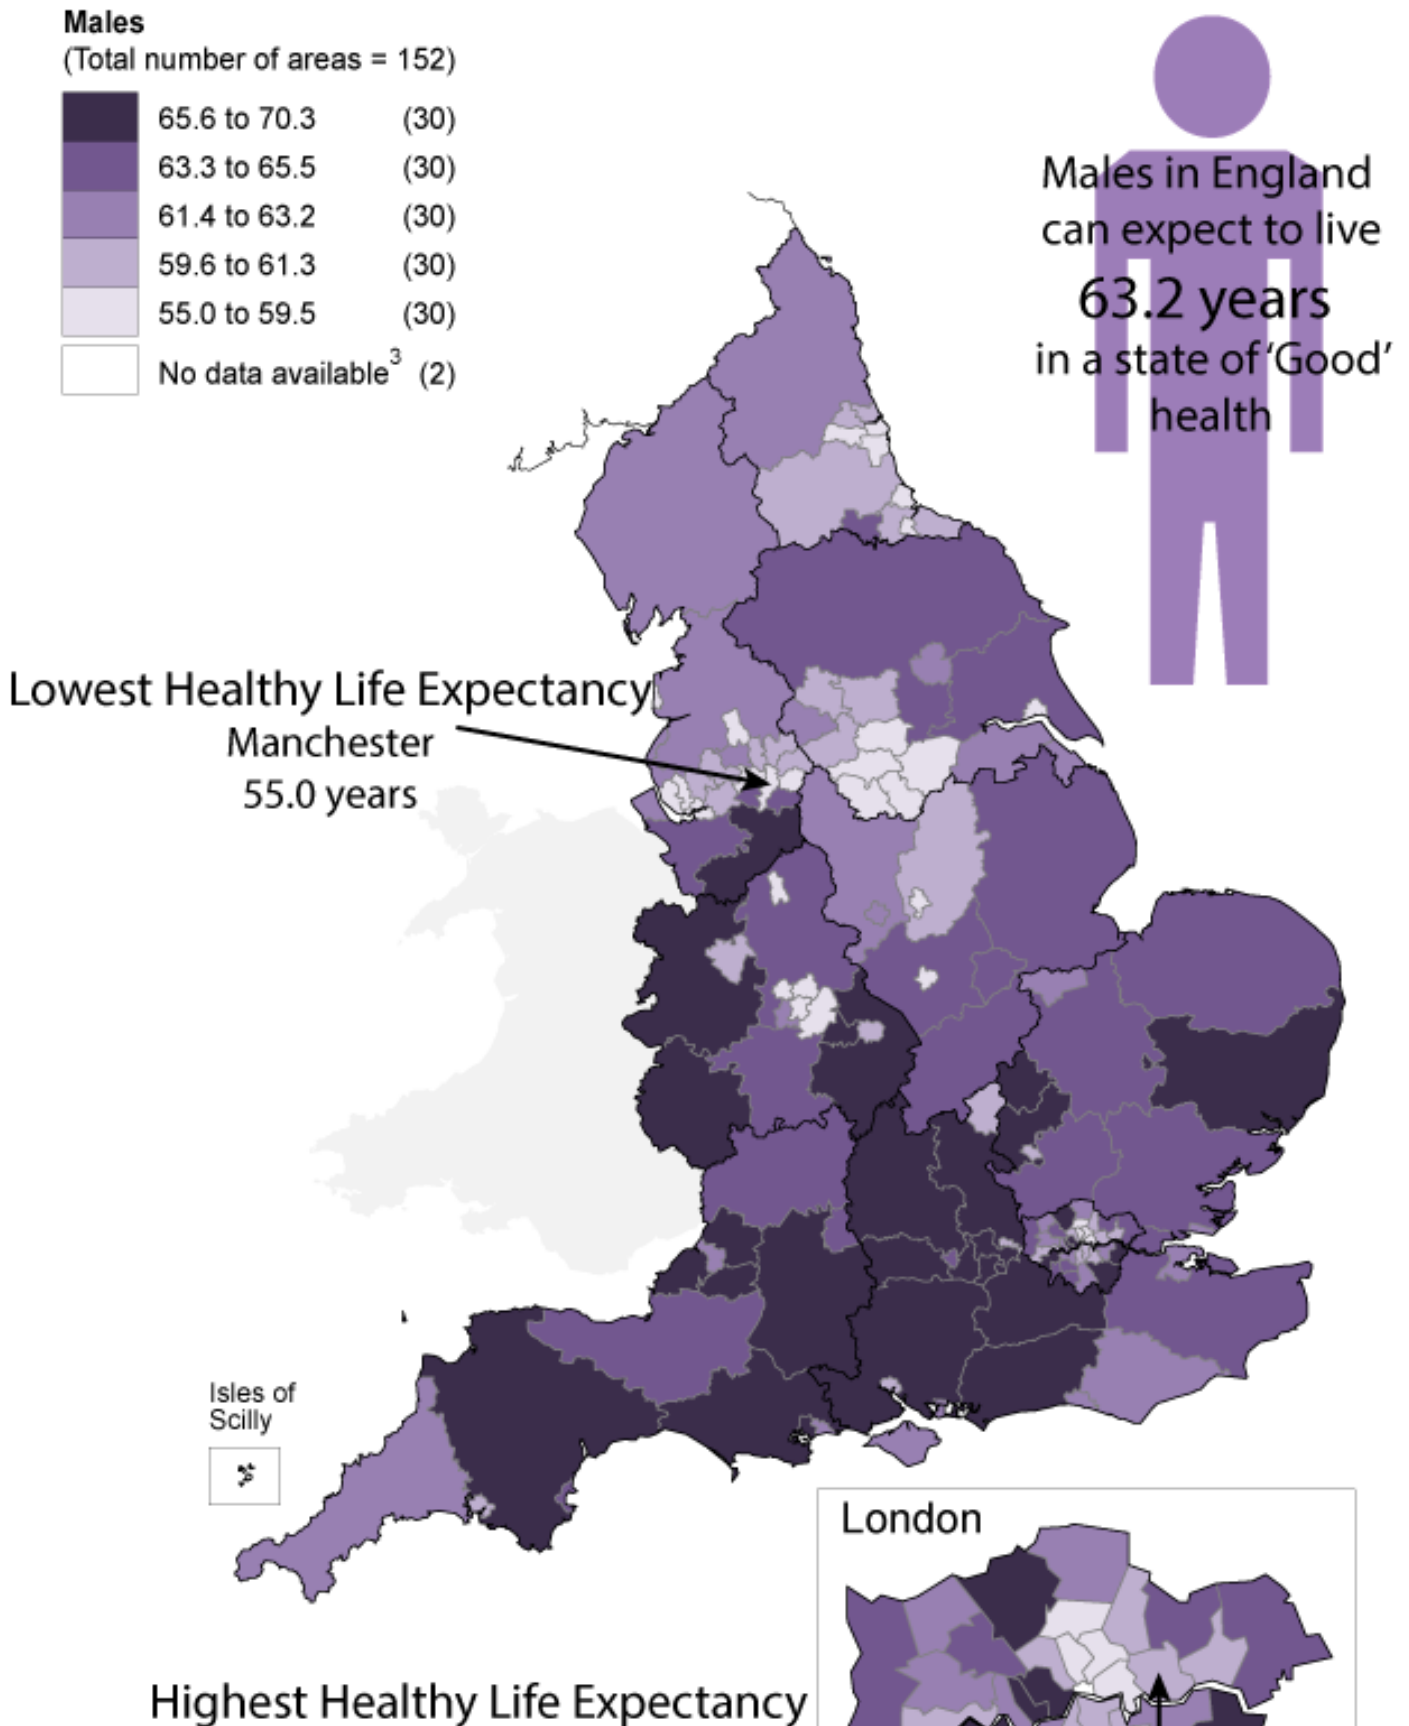 Males
(Total number of areas = 152)
65.6 to 70.3 (30)
63.3 to 65.5 (30)
61.4 to 63.2 (30)
59.6 to 61.3 (30)
55.0 to 59.5 (30)
No data available3 (2)
Males in England
can expect to live
63.2 years
in a state of ‘Good’
health
Lowest Healthy Life Expectancy
Manchester
55.0 years
Isles of
Scilly
London
Highest Healthy Life Expectancy